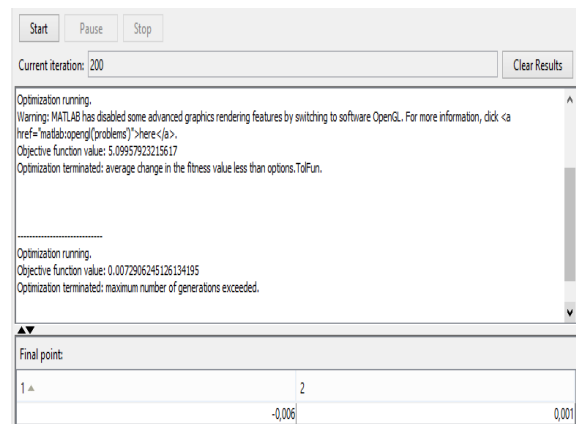 Start Pause Stop
Current iteration: 200 Clear Results
Optimization running.
Warning: MATLAB has disabled some advanced graphics rendering features by switching to software OpenGL. For more information, click <a
href="matlab:opengl('problems')">here</a>.
Objective function value: 5.09957923215617
Optimization terminated: average change in the fitness value less than options.TolFun.
----------------------------
Optimization running.
Objective function value: 0.0072906245126134195
Optimization terminated: maximum number of generations exceeded.
Final point:
1 2
-0,006 0,001